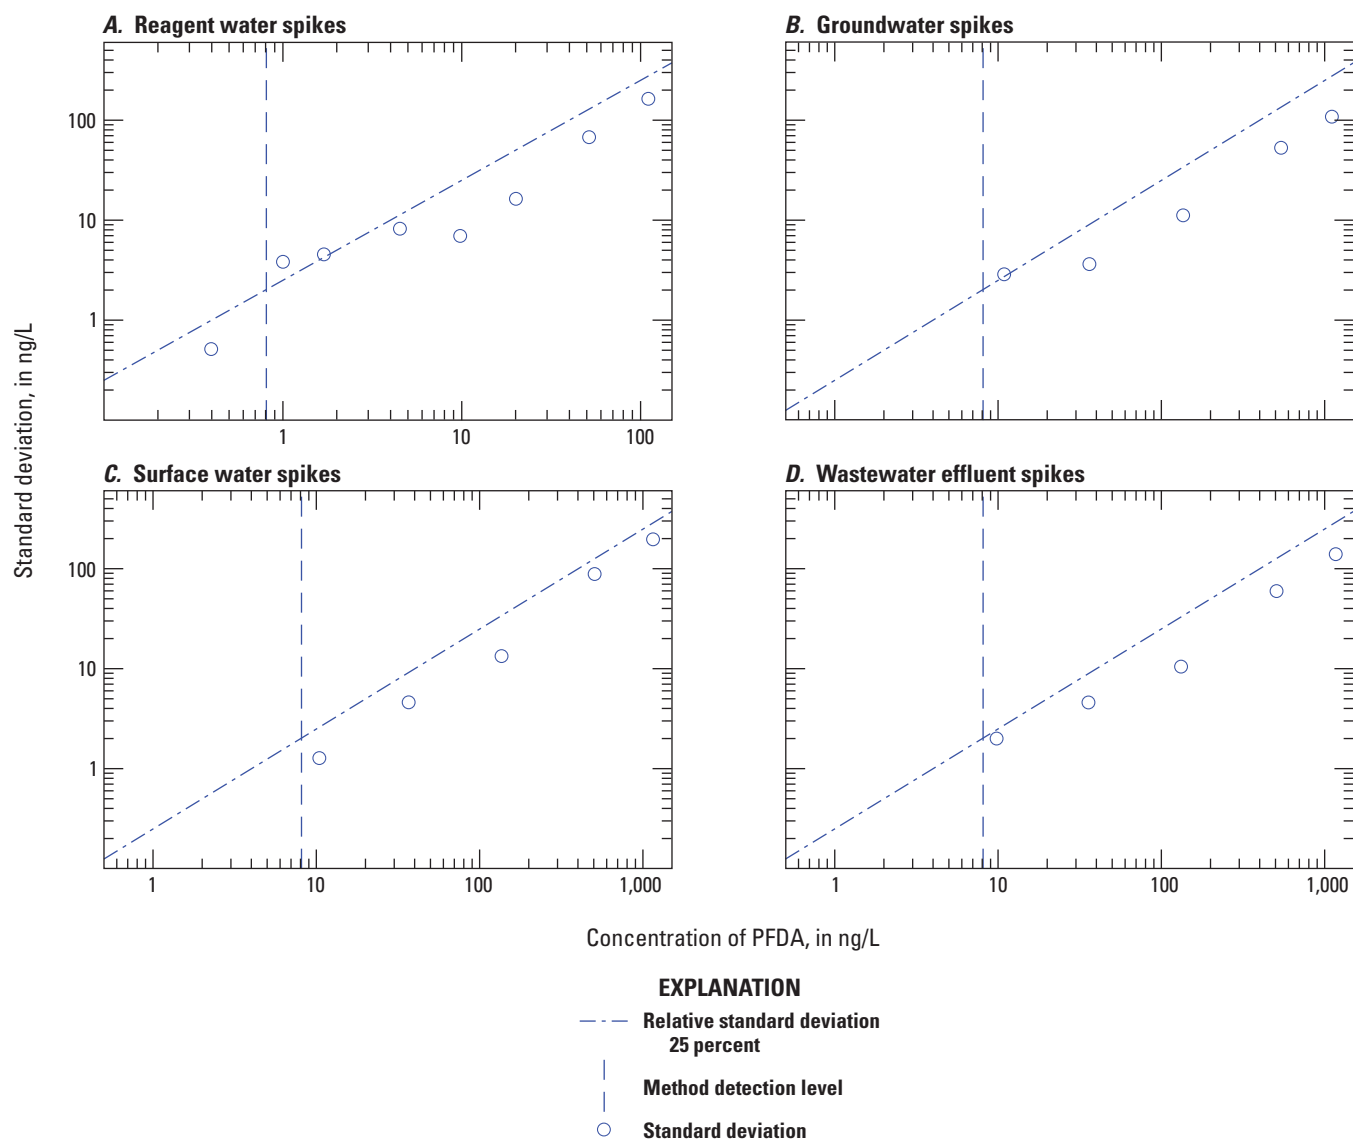 A. Reagent water spikes
B. Groundwater spikes
100
10
1
1 10 100
C. Surface water spikes
D. Wastewater effluent spikes
100
10
1
1 10 100 1,000
1 10 100 1,000
Standard deviation, in ng/L
Concentration of PFDA, in ng/L
EXPLANATION
Relative standard deviation
25 percent
Method detection level
Standard deviation